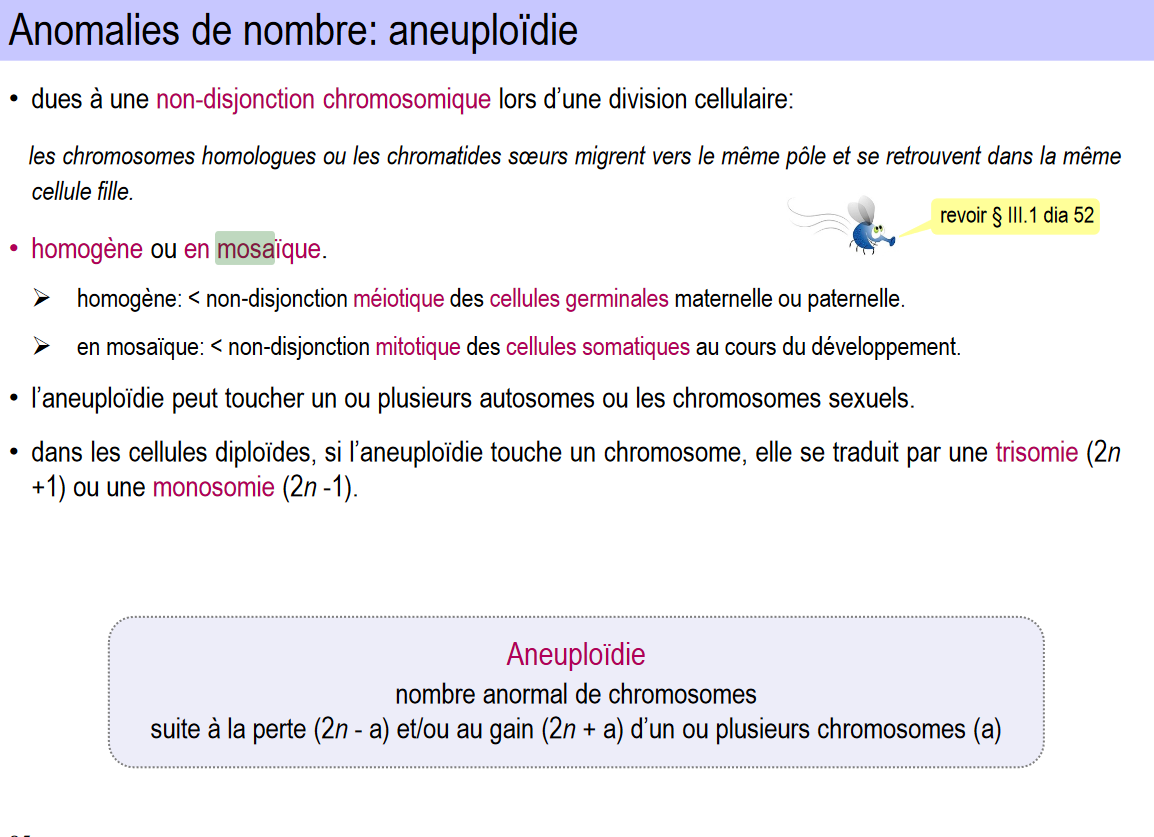 Anomalies de nombre: aneuploïdie
• dues à une non-disjonction chromosomique lors d’une division cellulaire:
les chromosomes homologues ou les chromatides sœurs migrent vers le même pôle et se retrouvent dans la même
cellule fille.
revoir § III.1 dia 52
• homogène ou en mosaïque.
➢ homogène: < non-disjonction méiotique des cellules germinales maternelle ou paternelle.
➢ en mosaïque: < non-disjonction mitotique des cellules somatiques au cours du développement.
• l’aneuploïdie peut toucher un ou plusieurs autosomes ou les chromosomes sexuels.
• dans les cellules diploïdes, si l’aneuploïdie touche un chromosome, elle se traduit par une trisomie (2n
+1) ou une monosomie (2n -1).
Aneuploïdie
nombre anormal de chromosomes
suite à la perte (2n - a) et/ou au gain (2n + a) d’un ou plusieurs chromosomes (a)